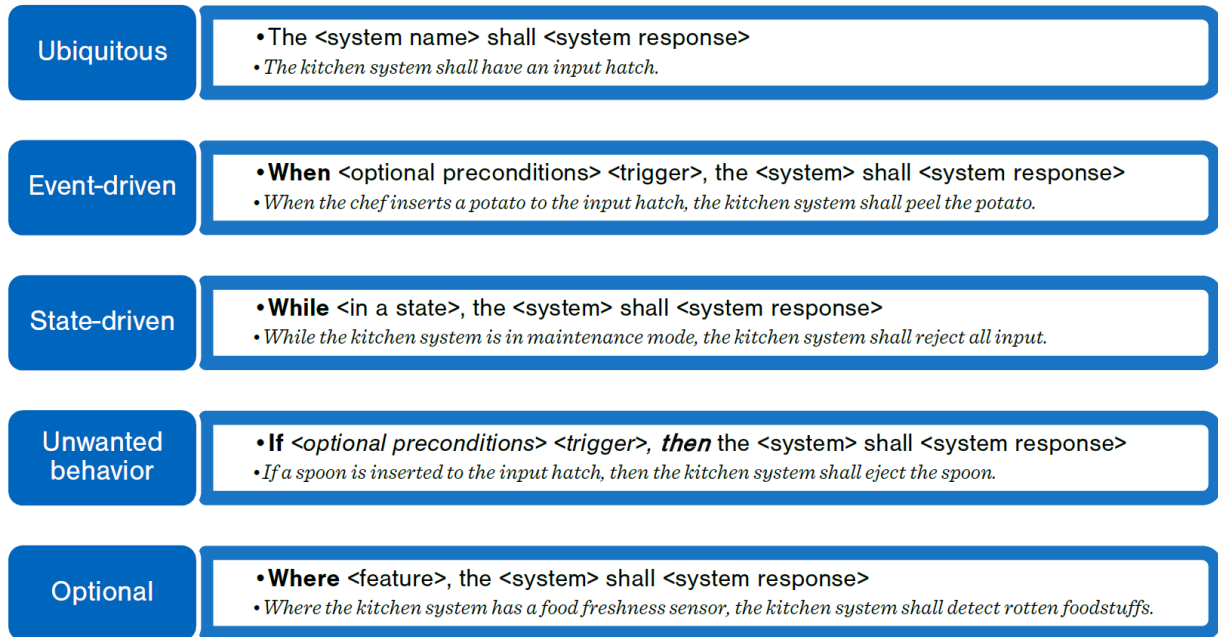 Ubiquitous
•The <system name> shall <system response>
•The kitchen system shall have an input hatch.
Event-driven
•When <optional preconditions> <trigger>, the <system> shall <system response>
•When the chef inserts a potato to the input hatch, the kitchen system shall peel the potato.
State-driven
•While <in a state>, the <system> shall <system response>
•While the kitchen system is in maintenance mode, the kitchen system shall reject all input.
Unwanted
behavior
•If <optional preconditions> <trigger>, then the <system> shall <system response>
•If a spoon is inserted to the input hatch, then the kitchen system shall eject the spoon.
Optional
•Where <feature>, the <system> shall <system response>
•Where the kitchen system has a food freshness sensor, the kitchen system shall detect rotten foodstuffs.